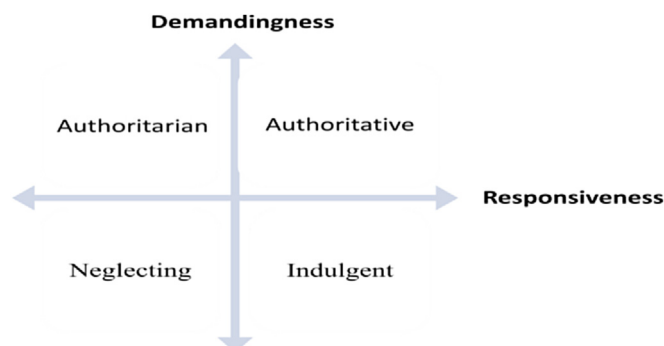 Demandingness
Authoritarian
Authoritative
Responsiveness
Neglecting
Indulgent